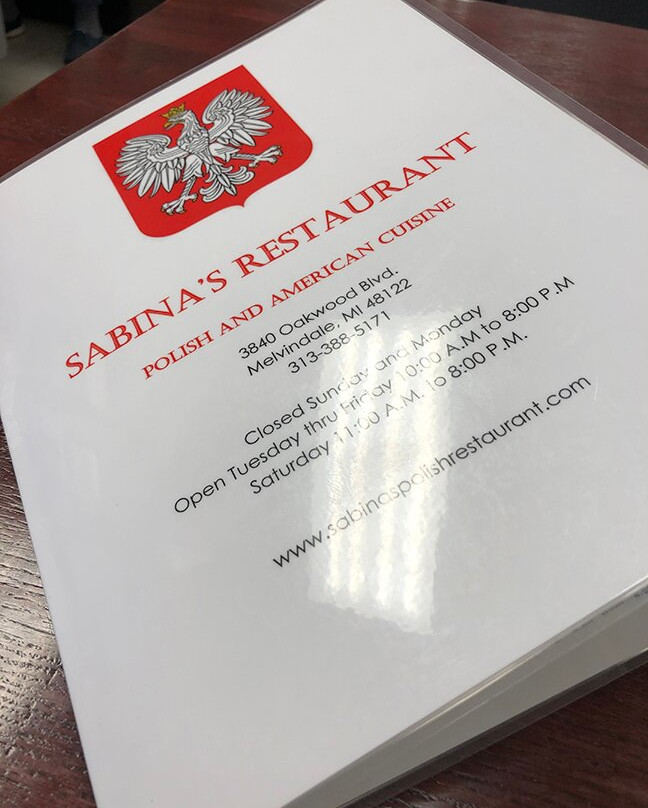 SABINA'S RESTAURANT
POLISH AND AMERICAN CUISINE
3840 Oakwood Blvd.
Melvindale, MI 48122
313-388-5171
Closed Sunday and Monday
Open Tuesday thru Friday 10:00 A.M to 8:00 P.M
Saturday 11:00 A.M. to 8:00 P.M.
www.sabinaspolishrestaurant.com